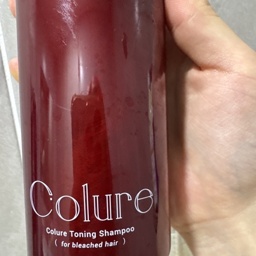 Colure
Colure Toning Shampoo
( for bleached hair )